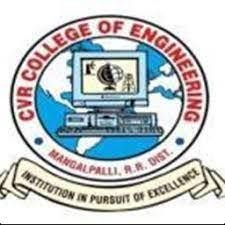 CVR COLLEGE OF ENGINEERING
MANGALPALLI, R.R. DIST.
INSTITUTION IN PURSUIT OF EXCELLENCE